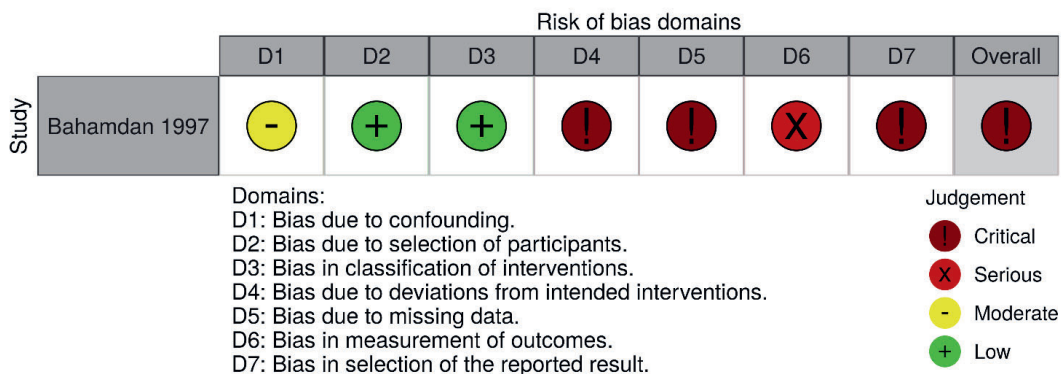 Risk of bias domains
D1 D2 D3 D4 D5 D6 D7 Overall
Study
Bahamdan 1997 - + + ! ! X ! !
Domains:
D1: Bias due to confounding.
D2: Bias due to selection of participants.
D3: Bias in classification of interventions.
D4: Bias due to deviations from intended interventions.
D5: Bias due to missing data.
D6: Bias in measurement of outcomes.
D7: Bias in selection of the reported result.
Judgement
! Critical
X Serious
- Moderate
+ Low